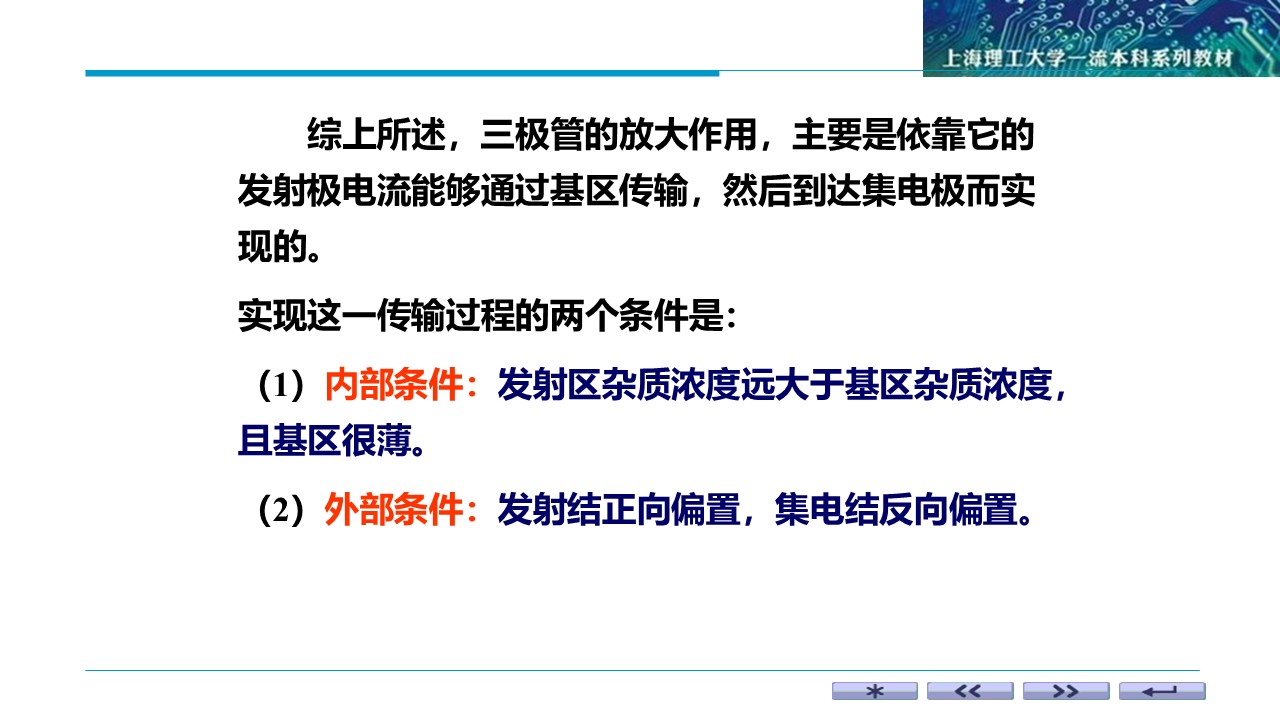 上海理工大学一流本科系列教材
综上所述，三极管的放大作用，主要是依靠它的
发射极电流能够通过基区传输，然后到达集电极而实
现的。
实现这一传输过程的两个条件是：
（1）内部条件：发射区杂质浓度远大于基区杂质浓度，
且基区很薄。
（2）外部条件：发射结正向偏置，集电结反向偏置。